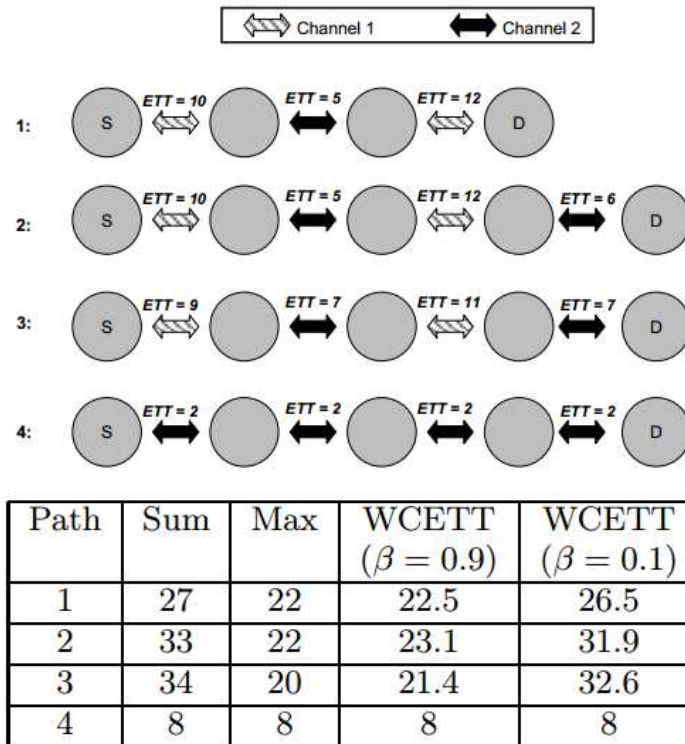 Channel 1 Channel 2
ETT = 10 ETT = 5 ETT = 12
1: S D
ETT = 10 ETT = 5 ETT = 12 ETT = 6
2: S D
ETT = 9 ETT = 7 ETT = 11 ETT = 7
3: S D
ETT = 2 ETT = 2 ETT = 2 ETT = 2
4: S D
Path Sum Max WCETT WCETT
(β = 0.9) (β = 0.1)
1 27 22 22.5 26.5
2 33 22 23.1 31.9
3 34 20 21.4 32.6
4 8 8 8 8